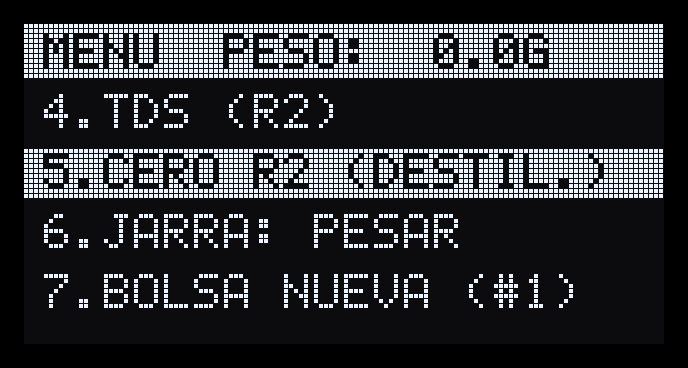 MENU PESO: 0.0G
4.TDS (R2)
5.CERO R2 (DESTIL.)
6.JARRA: PESAR
7.BOLSA NUEVA (#1)